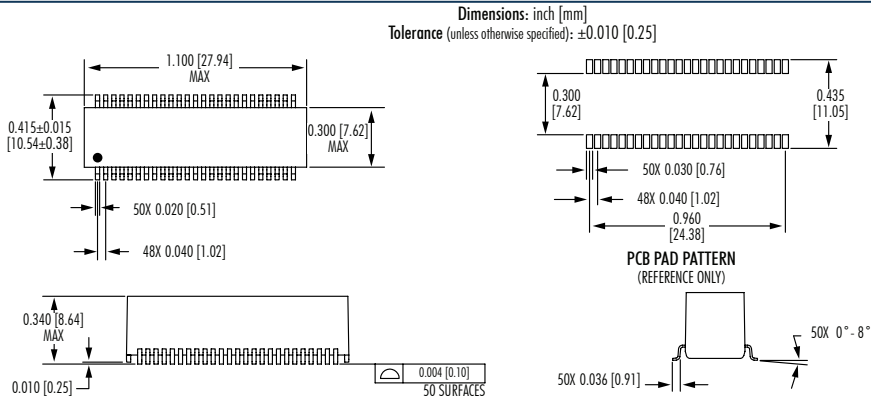 Dimensions: inch [mm]
Tolerance (unless otherwise specified): ±0.010 [0.25]
1.100 [27.94]
MAX
0.415±0.015
[10.54±0.38]
0.300 [7.62]
MAX
50X 0.020 [0.51]
48X 0.040 [1.02]
0.300
[7.62]
0.435
[11.05]
50X 0.030 [0.76]
48X 0.040 [1.02]
0.960
[24.38]
PCB PAD PATTERN
(REFERENCE ONLY)
0.340 [8.64]
MAX
0.010 [0.25]
0.004 [0.10]
50 SURFACES
50X 0°-8°
50X 0.036 [0.91]